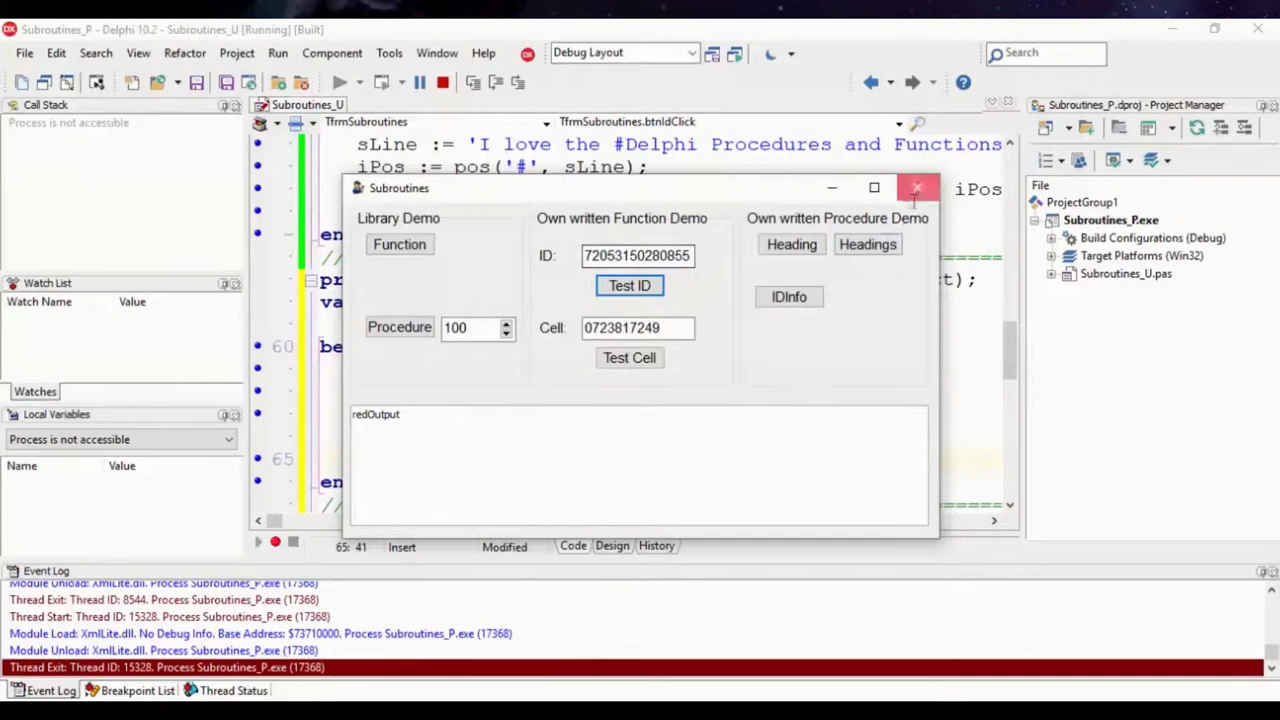 Subroutines_P - Delphi 10.2 - Subroutines_U [Running] [Built]
File Edit Search View Refactor Project Run Component Tools Window Help
Debug Layout
Search
Call Stack
Process is not accessible
Subroutines_U
TfrmSubroutines
TfrmSubroutines.btnIdClick
sLine := 'I love the #Delphi Procedures and Functions
iPos := pos('#', sLine);
iPos
en
//
pr
ct);
va
60 be
65
en
//
Subroutines
Library Demo
Function
Procedure
100
Own written Function Demo
ID: 72053150280855
Test ID
Cell: 0723817249
Test Cell
Own written Procedure Demo
Heading
Headings
IDInfo
redOutput
Watch List
Watch Name Value
Watches
Local Variables
Process is not accessible
Name Value
65: 41 Insert Modified
Code Design History
Subroutines_P.dproj - Project Manager
File
ProjectGroup1
Subroutines_P.exe
Build Configurations (Debug)
Target Platforms (Win32)
Subroutines_U.pas
Event Log
Module Unload: XmlLite.dll. Process Subroutines_P.exe (17368)
Thread Exit: Thread ID: 8544. Process Subroutines_P.exe (17368)
Thread Start: Thread ID: 15328. Process Subroutines_P.exe (17368)
Module Load: XmlLite.dll. No Debug Info. Base Address: $73710000. Process Subroutines_P.exe (17368)
Module Unload: XmlLite.dll. Process Subroutines_P.exe (17368)
Thread Exit: Thread ID: 15328. Process Subroutines_P.exe (17368)
Event Log Breakpoint List Thread Status